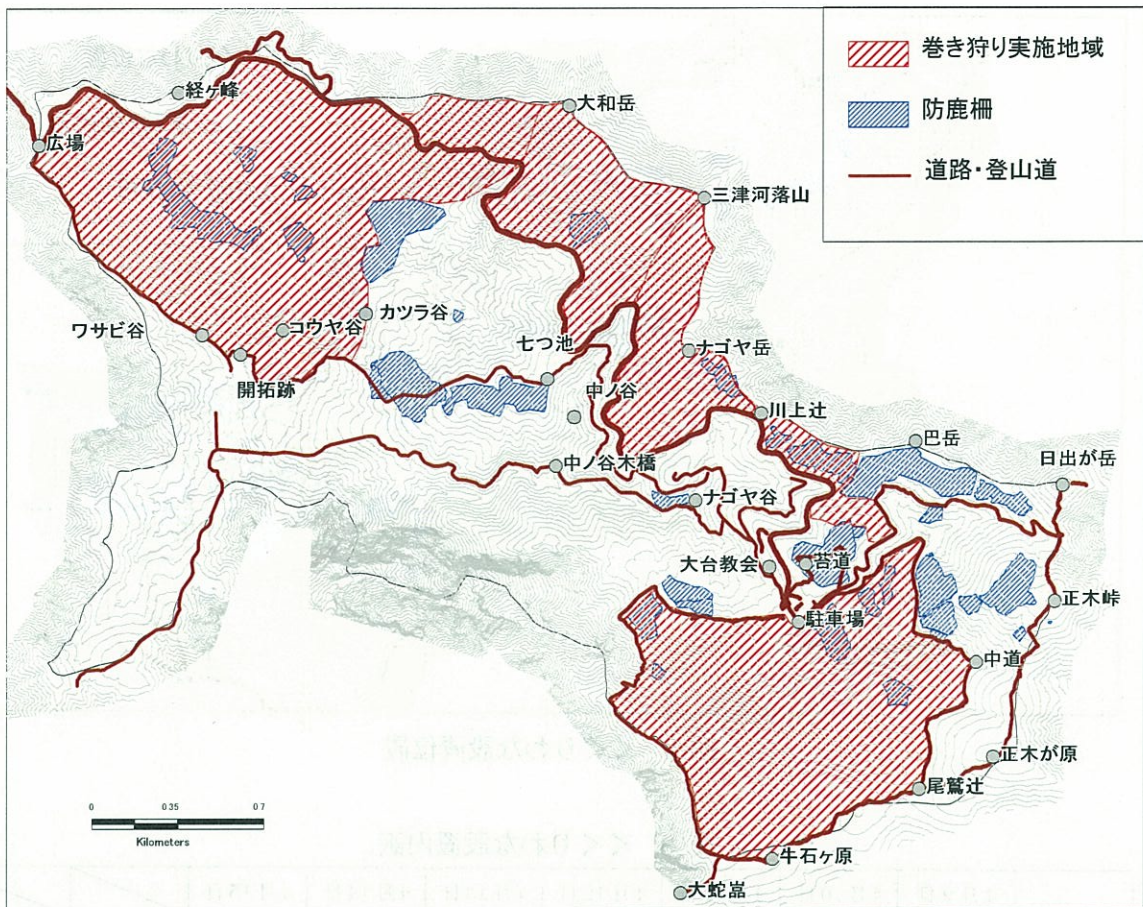 巻き狩り実施地域
防鹿柵
道路・登山道
経ヶ峰
大和岳
広場
三津河落山
カツラ谷
ワサビ谷
コウヤ谷
七つ池
ナゴヤ岳
開拓跡
中ノ谷
川上辻
巴岳
中ノ谷木橋
日出が岳
ナゴヤ谷
大台教会
苔道
正木峠
駐車場
中道
正木が原
尾鷲辻
0 0.35 0.7
Kilometers
牛石ヶ原
大蛇嵓